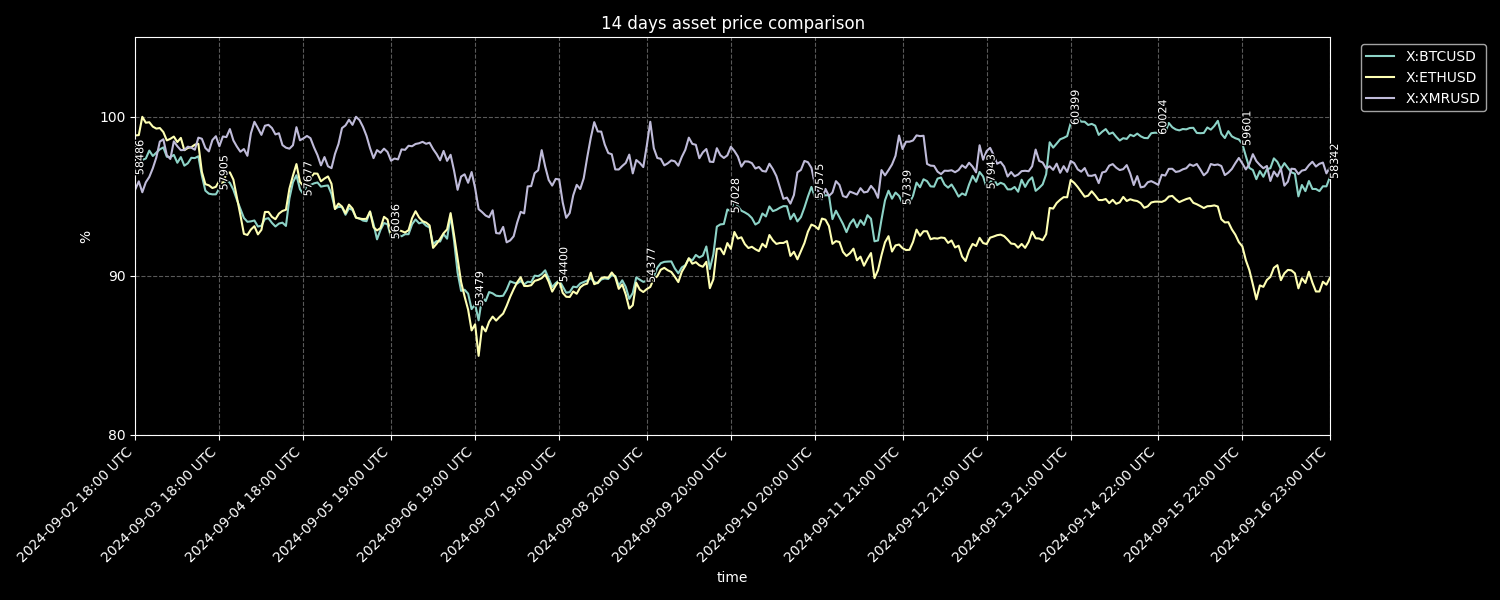 14 days asset price comparison
X:BTCUSD
X:ETHUSD
X:XMRUSD
100
90
80
%
58486
57905
57677
56036
53479
54400
54377
57028
57575
57339
57943
60399
60024
59601
58342
2024-09-02 18:00 UTC
2024-09-03 18:00 UTC
2024-09-04 18:00 UTC
2024-09-05 19:00 UTC
2024-09-06 19:00 UTC
2024-09-07 19:00 UTC
2024-09-08 20:00 UTC
2024-09-09 20:00 UTC
2024-09-10 20:00 UTC
2024-09-11 21:00 UTC
2024-09-12 21:00 UTC
2024-09-13 21:00 UTC
2024-09-14 22:00 UTC
2024-09-15 22:00 UTC
2024-09-16 23:00 UTC
time